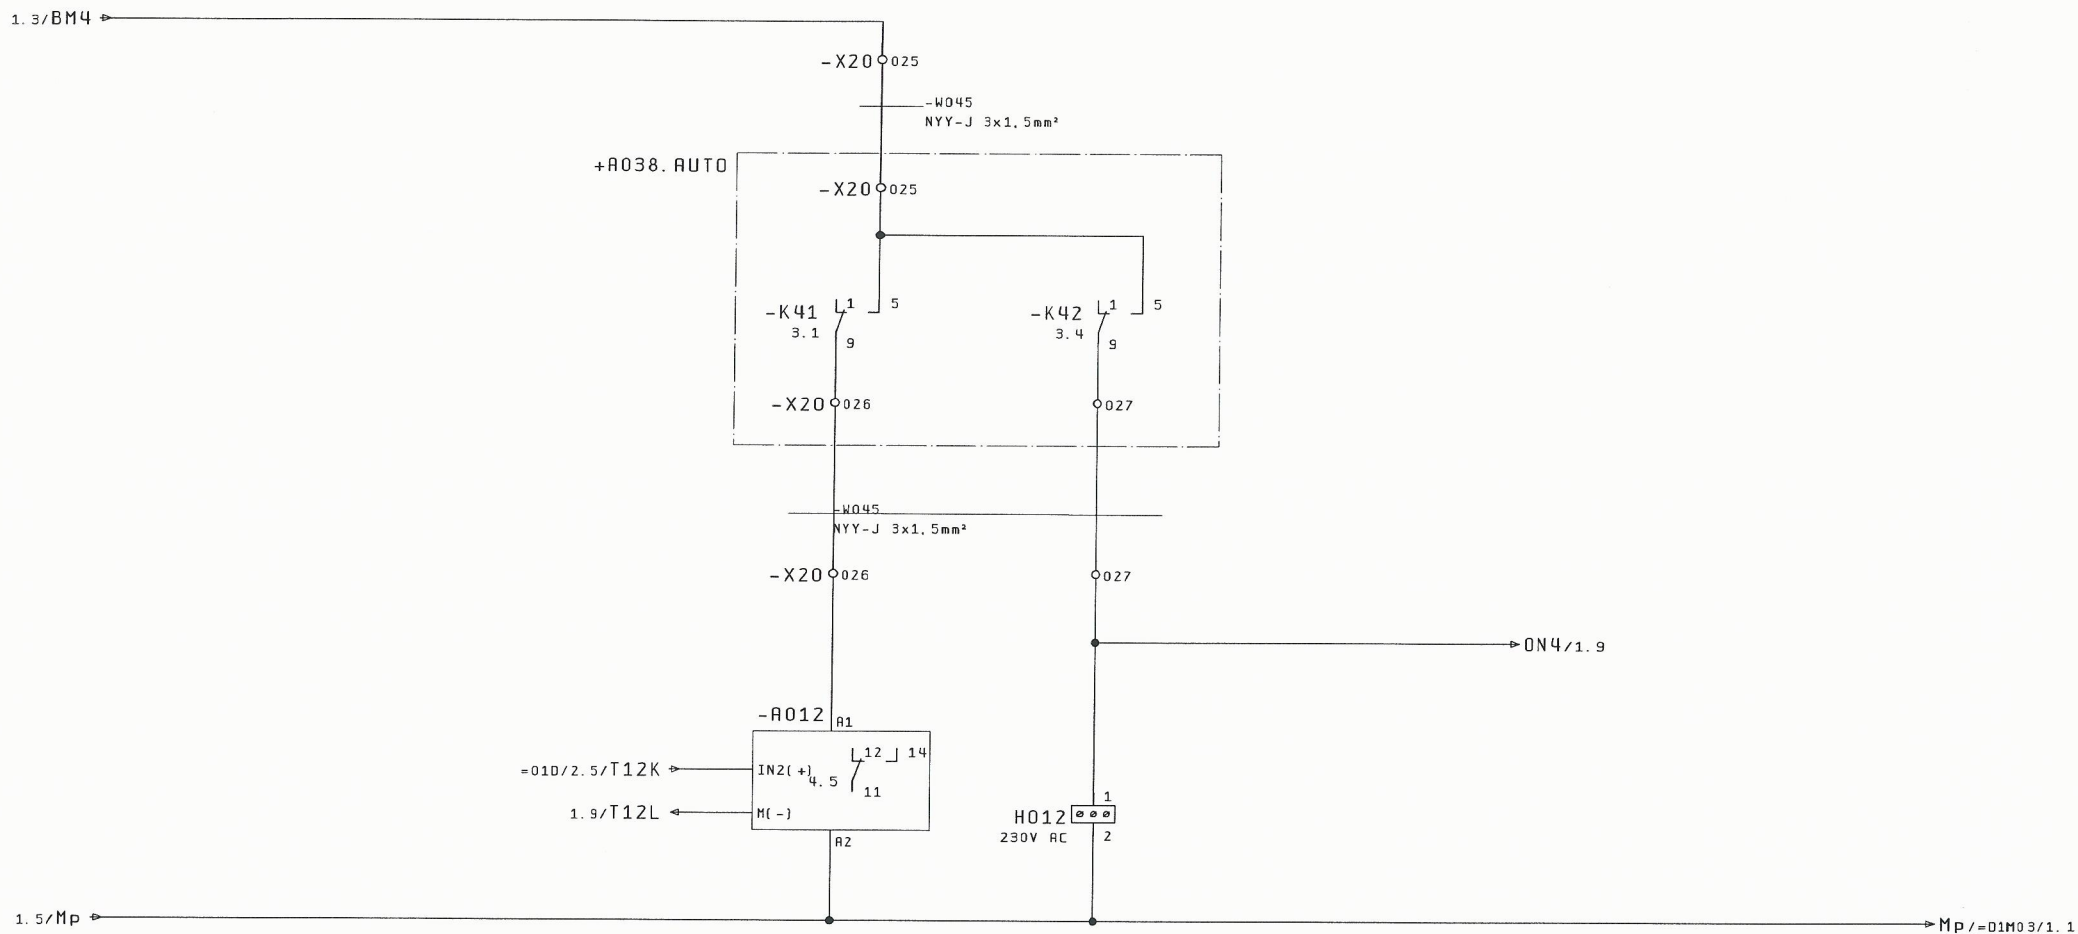 1.3/BM4
-X20 025
-W045
NYY-J 3x1,5mm²
+A038.AUTO
-X20 025
-K41 1 5
3.1
9
-K42 1 5
3.4
9
-X20 026
027
-W045
NYY-J 3x1,5mm²
-X20 026
027
ON4/1.9
-A012 A1
=01D/2.5/T12K
IN2(+)
4.5
12 14
11
1.9/T12L
M(-)
A2
1
H012
230V AC
2
1.5/Mp
Mp/=D1M03/1.1